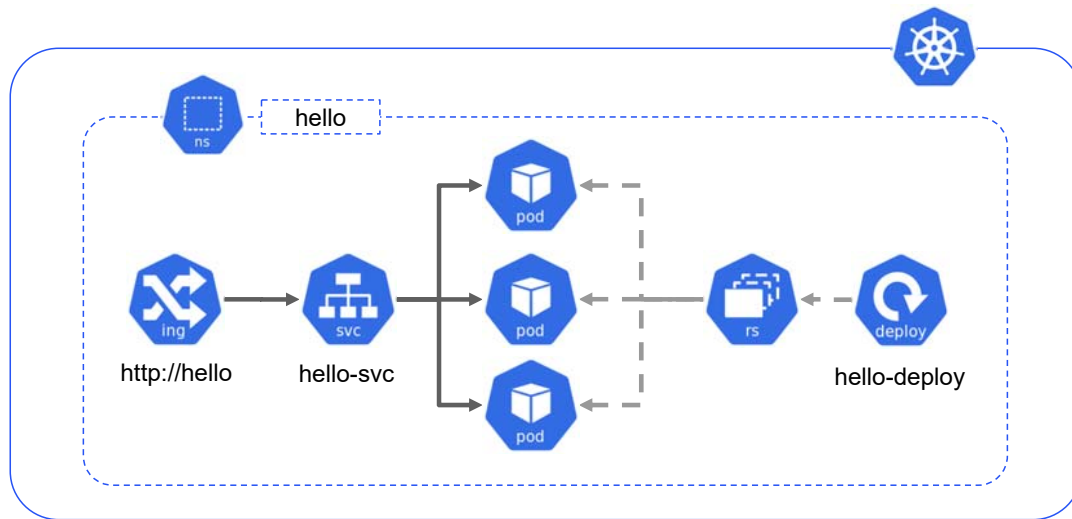 ns
hello
pod
ing
svc
pod
rs
deploy
http://hello
hello-svc
hello-deploy
pod